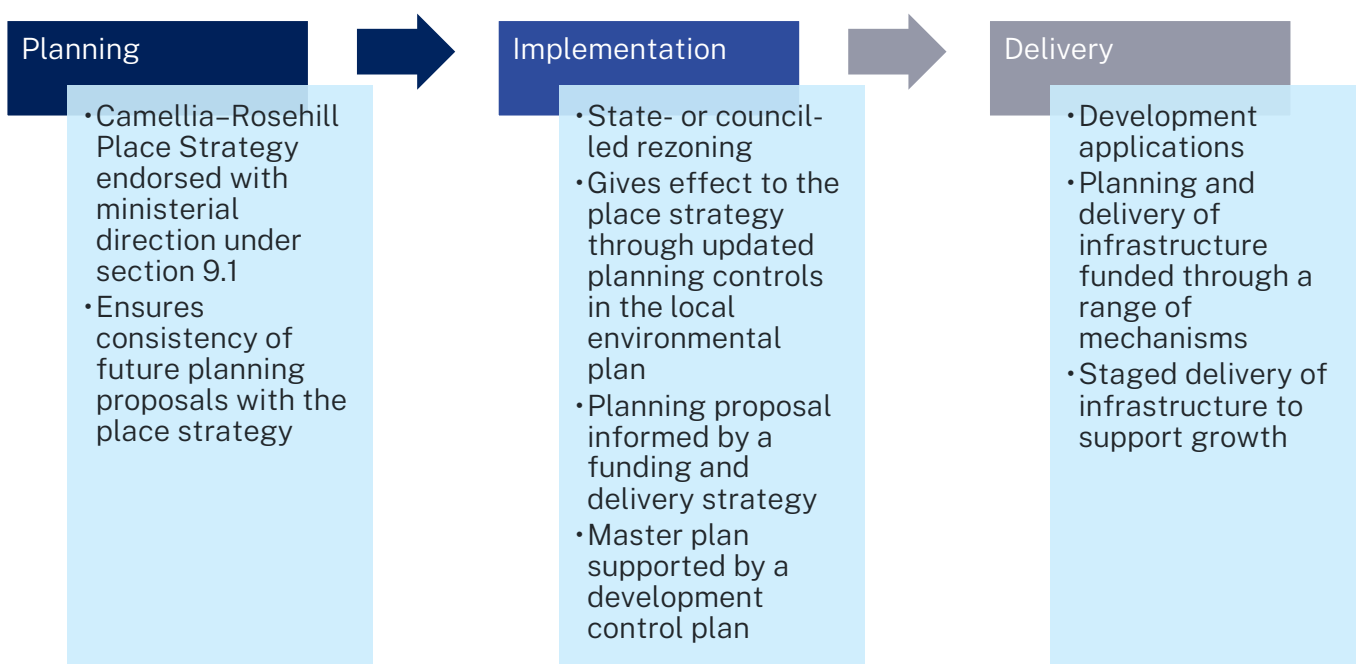 Planning
• Camellia–Rosehill
Place Strategy
endorsed with
ministerial
direction under
section 9.1
• Ensures
consistency of
future planning
proposals with the
place strategy
Implementation
• State- or council-
led rezoning
• Gives effect to the
place strategy
through updated
planning controls
in the local
environmental
plan
• Planning proposal
informed by a
funding and
delivery strategy
• Master plan
supported by a
development
control plan
Delivery
• Development
applications
• Planning and
delivery of
infrastructure
funded through a
range of
mechanisms
• Staged delivery of
infrastructure to
support growth